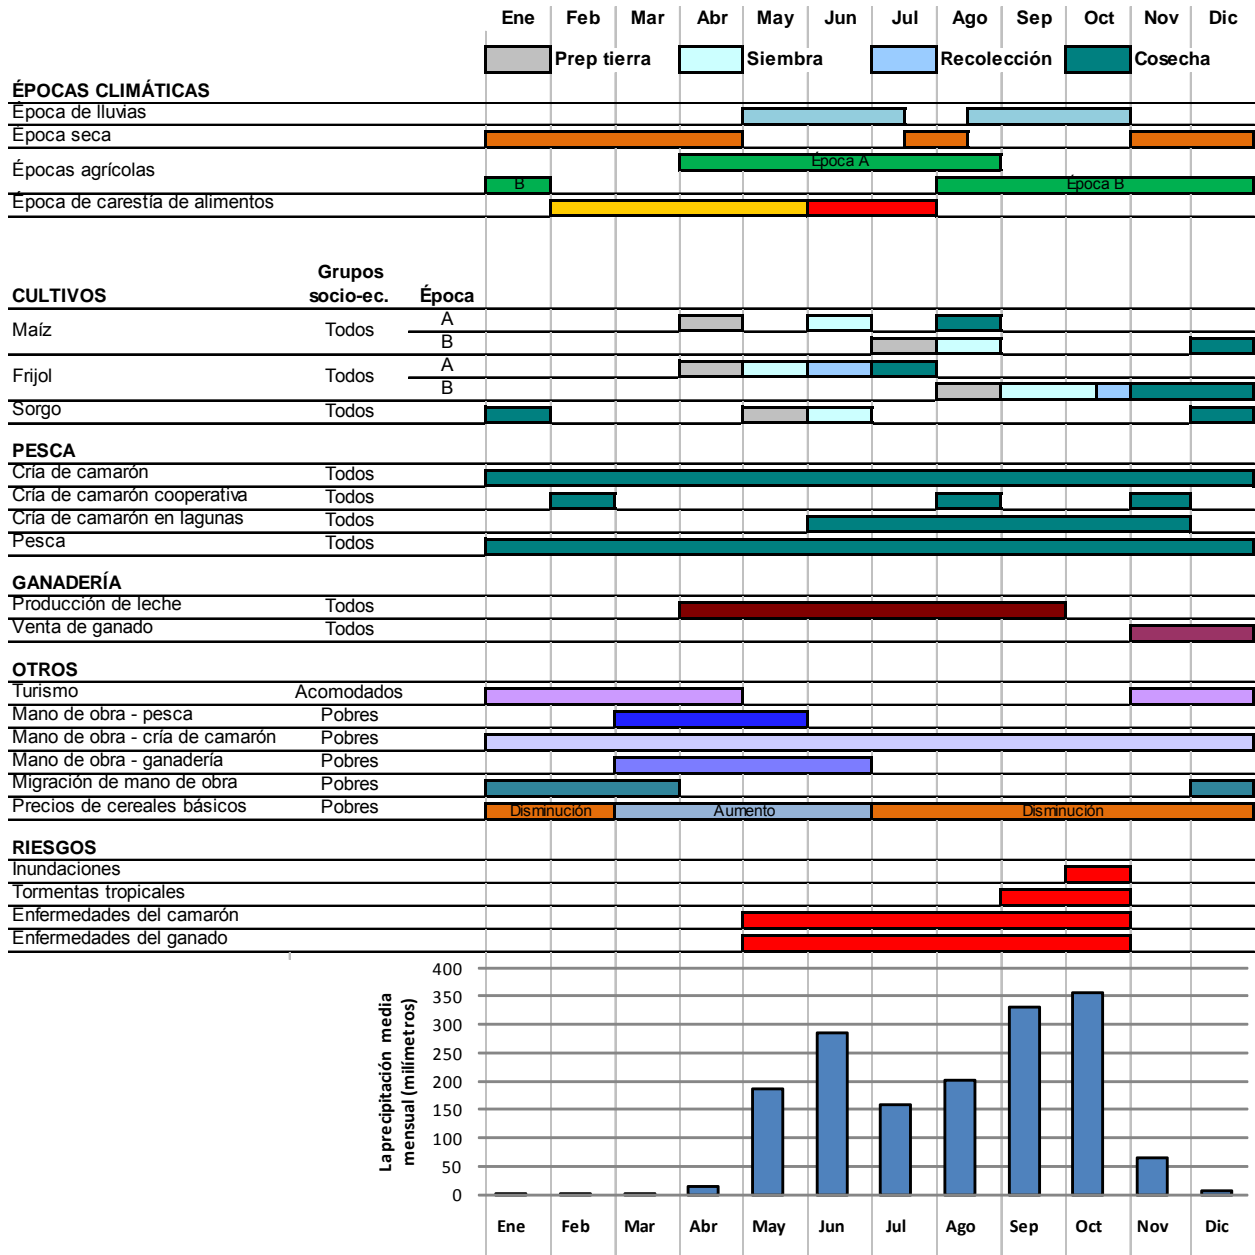 Ene Feb Mar Abr May Jun Jul Ago Sep Oct Nov Dic
Prep tierra Siembra Recolección Cosecha
ÉPOCAS CLIMÁTICAS
Época de lluvias
Época seca
Épocas agrícolas
Época A
B Época B
Época de carestía de alimentos
Grupos
CULTIVOS socio-ec. Época
Maíz Todos A
B
Frijol Todos A
B
Sorgo Todos
PESCA
Cría de camarón Todos
Cría de camarón cooperativa Todos
Cría de camarón en lagunas Todos
Pesca Todos
GANADERÍA
Producción de leche Todos
Venta de ganado Todos
OTROS
Turismo Acomodados
Mano de obra - pesca Pobres
Mano de obra - cría de camarón Pobres
Mano de obra - ganadería Pobres
Migración de mano de obra Pobres
Precios de cereales básicos Pobres Disminución Aumento Disminución
RIESGOS
Inundaciones
Tormentas tropicales
Enfermedades del camarón
Enfermedades del ganado
La precipitación media
mensual (milímetros)
400
350
300
250
200
150
100
50
0
Ene Feb Mar Abr May Jun Jul Ago Sep Oct Nov Dic